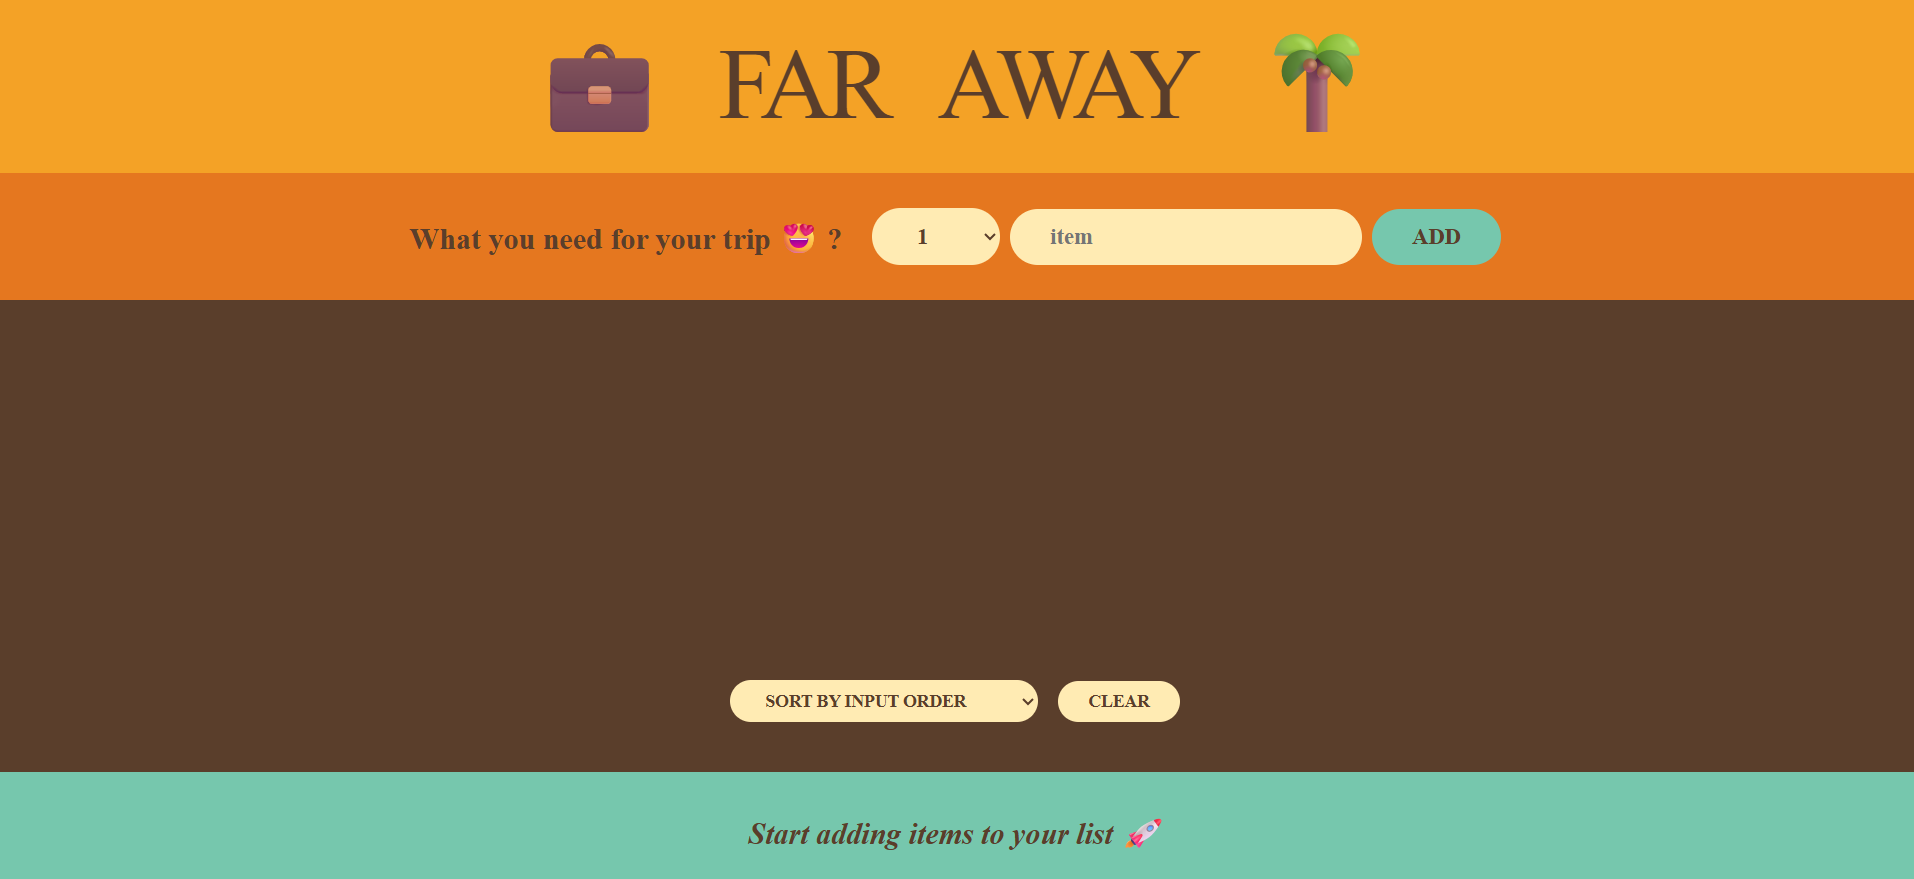 💼 FAR AWAY 🌴
What you need for your trip 😍 ? 1 item ADD
SORT BY INPUT ORDER CLEAR
Start adding items to your list 🚀